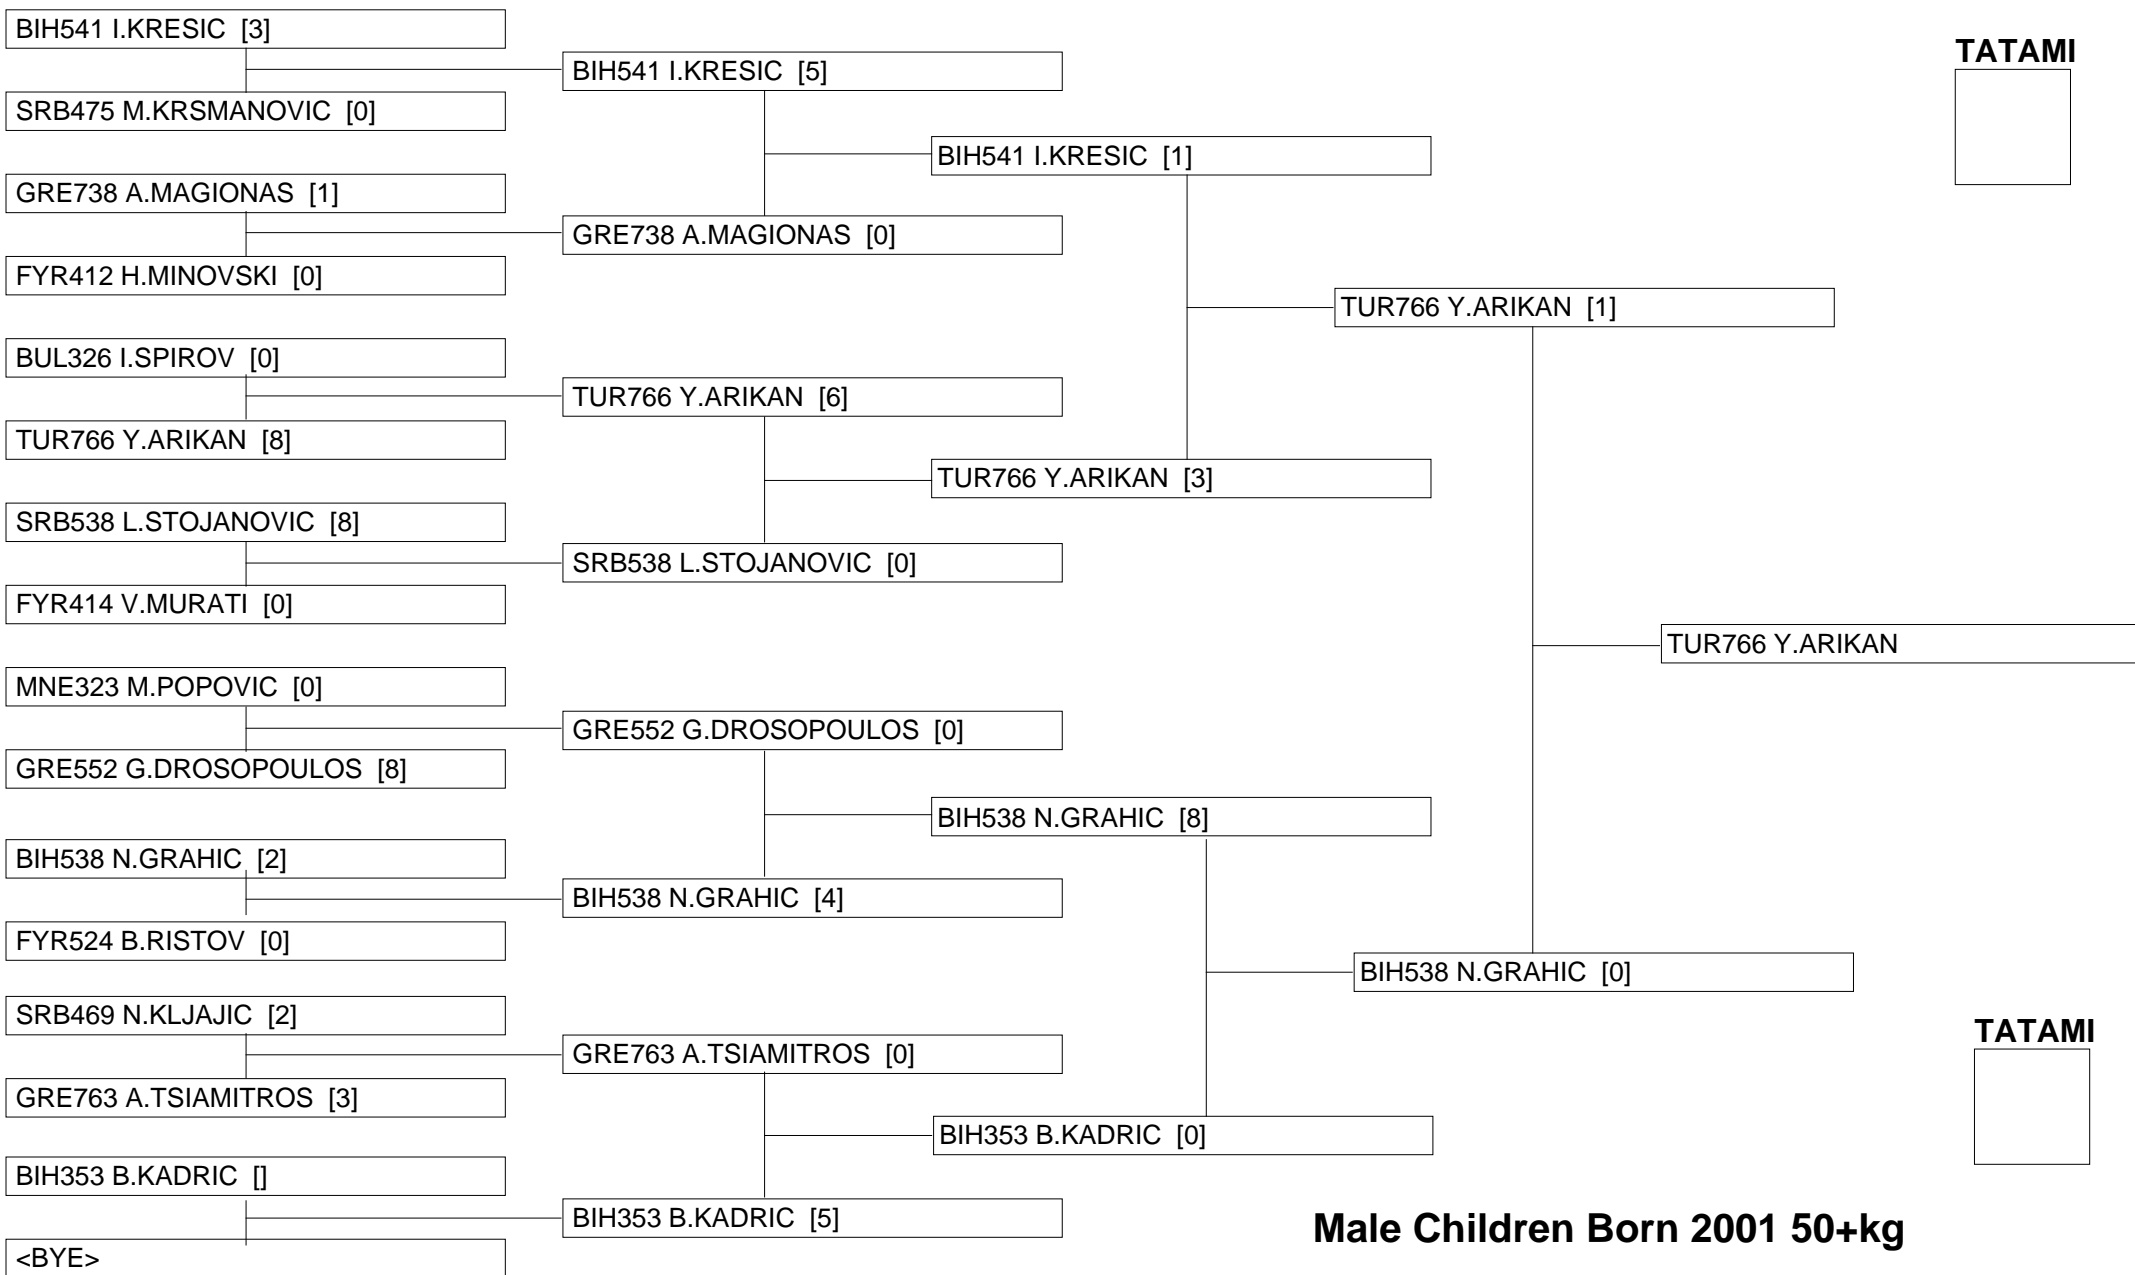 BIH541 I.KRESIC [3]
SRB475 M.KRSMANOVIC [0]
GRE738 A.MAGIONAS [1]
FYR412 H.MINOVSKI [0]
BUL326 I.SPIROV [0]
TUR766 Y.ARIKAN [8]
SRB538 L.STOJANOVIC [8]
FYR414 V.MURATI [0]
MNE323 M.POPOVIC [0]
GRE552 G.DROSOPOULOS [8]
BIH538 N.GRAHIC [2]
FYR524 B.RISTOV [0]
SRB469 N.KLJAJIC [2]
GRE763 A.TSIAMITROS [3]
BIH353 B.KADRIC []
<BYE>
BIH541 I.KRESIC [5]
GRE738 A.MAGIONAS [0]
TUR766 Y.ARIKAN [6]
SRB538 L.STOJANOVIC [0]
GRE552 G.DROSOPOULOS [0]
BIH538 N.GRAHIC [4]
GRE763 A.TSIAMITROS [0]
BIH353 B.KADRIC [5]
BIH541 I.KRESIC [1]
TUR766 Y.ARIKAN [3]
BIH538 N.GRAHIC [8]
BIH353 B.KADRIC [0]
TUR766 Y.ARIKAN [1]
BIH538 N.GRAHIC [0]
TUR766 Y.ARIKAN
TATAMI
TATAMI
Male Children Born 2001 50+kg